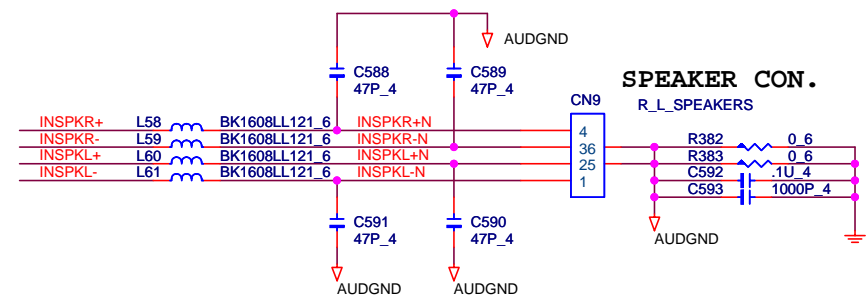 AUDGND
C588
47P_4
C589
47P_4
SPEAKER CON.
R_L_SPEAKERS
CN9
INSPKR+ L58 BK1608LL121_6 INSPKR+N 4
INSPKR- L59 BK1608LL121_6 INSPKR-N 36
INSPKL+ L60 BK1608LL121_6 INSPKL+N 25
INSPKL- L61 BK1608LL121_6 INSPKL-N 1
R382 0_6
R383 0_6
C592 .1U_4
C593 1000P_4
C591
47P_4
C590
47P_4
AUDGND
AUDGND
AUDGND